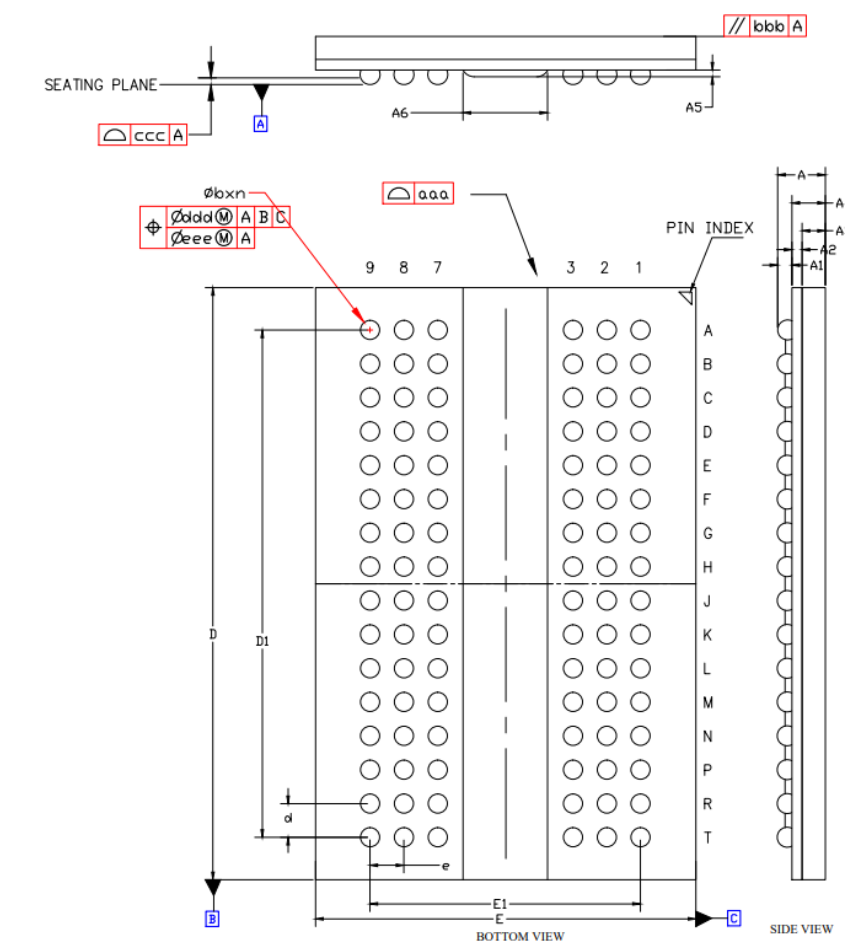 // bbb A
SEATING PLANE
A5
A6
A
⌓ ccc A
A
Øbxn
⌓ aaa
A
⌖ Øddd Ⓜ A B C
Øeee Ⓜ A
PIN INDEX
A
A2
A1
9 8 7 3 2 1
A
B
C
D
E
F
G
H
J
K
D D1
L
M
N
P
R
d
T
e
E1
E
B
C
BOTTOM VIEW
SIDE VIEW